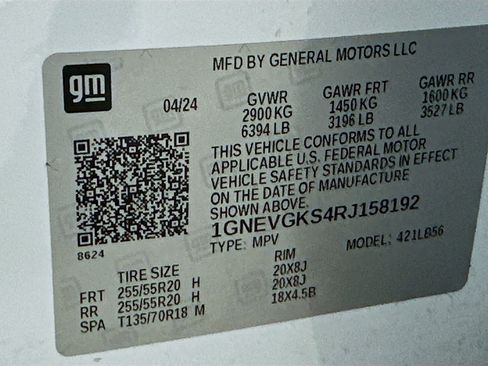 gm
MFD BY GENERAL MOTORS LLC
04/24 GVWR GAWR FRT GAWR RR
2900 KG 1450 KG 1600 KG
6394 LB 3196 LB 3527 LB
THIS VEHICLE CONFORMS TO ALL
APPLICABLE U.S. FEDERAL MOTOR
VEHICLE SAFETY STANDARDS IN EFFECT
ON THE DATE OF MANUFACTURE
SHOWN ABOVE.
1GNEVGKS4RJ158192
8624 TYPE: MPV MODEL: 421LB56
TIRE SIZE RIM
FRT 255/55R20 H 20X8J
RR 255/55R20 H 20X8J
SPA T135/70R18 M 18X4.5B